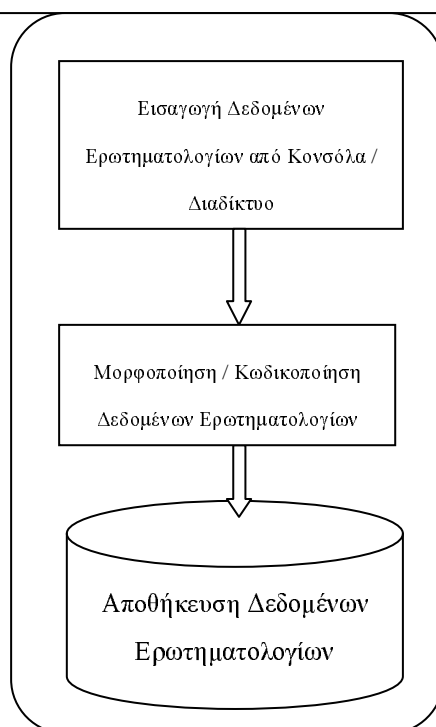 Εισαγωγή Δεδομένων
Ερωτηματολογίων από Κονσόλα /
Διαδίκτυο
Μορφοποίηση / Κωδικοποίηση
Δεδομένων Ερωτηματολογίων
Αποθήκευση Δεδομένων
Ερωτηματολογίων